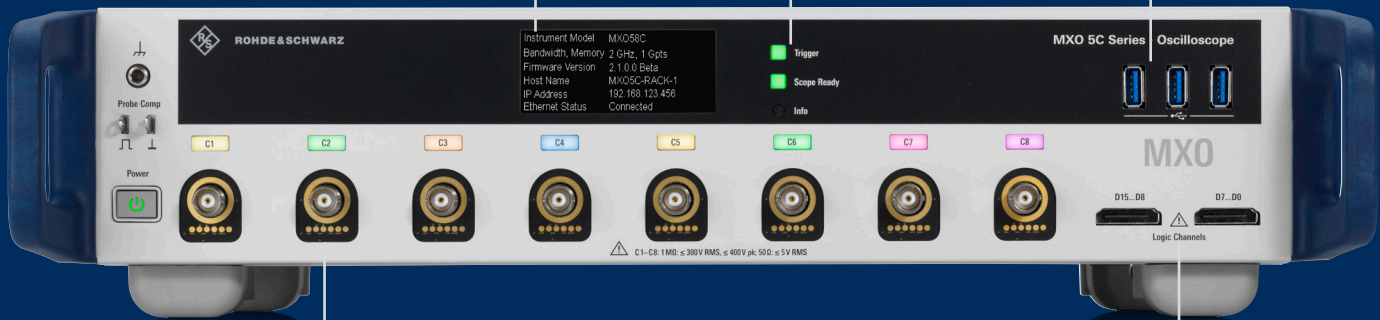 R&S
ROHDE&SCHWARZ
Instrument Model MXO58C
Bandwidth, Memory 2 GHz, 1 Gpts
Firmware Version 2.1.0.0 Beta
Host Name MXO5C-RACK-1
IP Address 192.168.123.456
Ethernet Status Connected
Trigger
Scope Ready
Info
MXO 5C Series · Oscilloscope
Probe Comp
Power
C1
C2
C3
C4
C5
C6
C7
C8
MXO
D15...D8
D7...D0
Logic Channels
C1–C8: 1 MΩ: ≤ 300 V RMS, ≤ 400 V pk; 50 Ω: ≤ 5 V RMS